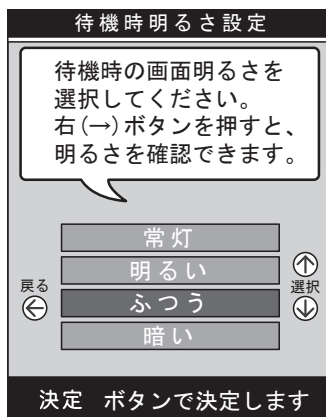 待機時明るさ設定
待機時の画面明るさを
選択してください。
右(→)ボタンを押すと、
明るさを確認できます。
常灯
明るい
ふつう
暗い
戻る
選択
決定 ボタンで決定します